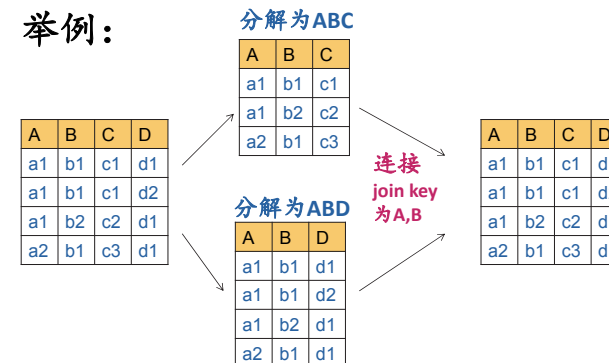 举例：
分解为ABC
A B C
a1 b1 c1
a1 b2 c2
a2 b1 c3
A B C D
a1 b1 c1 d1
a1 b1 c1 d2
a1 b2 c2 d1
a2 b1 c3 d1
分解为ABD
A B D
a1 b1 d1
a1 b1 d2
a1 b2 d1
a2 b1 d1
连接
join key
为A,B
A B C D
a1 b1 c1
a1 b1 c1
a1 b2 c2
a2 b1 c3